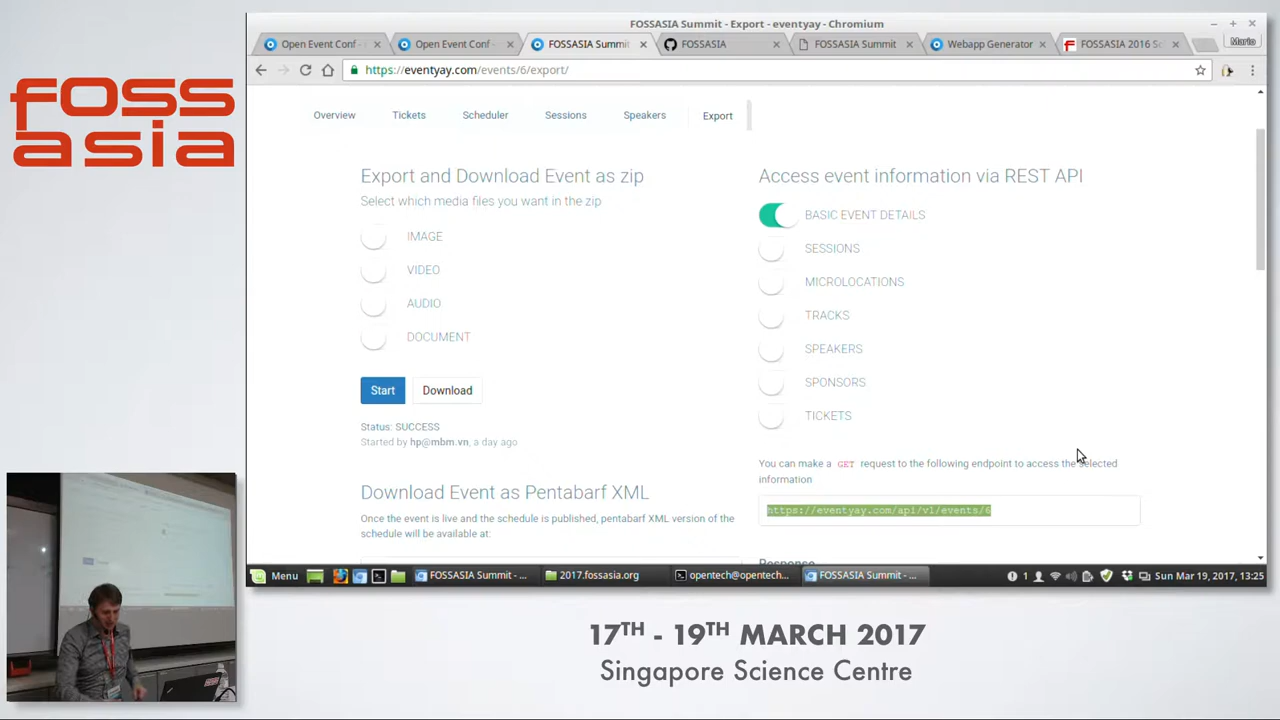 foss
asia
FOSSASIA Summit - Export - eventyay - Chromium
Open Event Conf -
Open Event Conf -
FOSSASIA Summit
FOSSASIA
FOSSASIA Summit
Webapp Generator
FOSSASIA 2016 Sc
Mario
https://eventyay.com/events/6/export/
Overview
Tickets
Scheduler
Sessions
Speakers
Export
Export and Download Event as zip
Select which media files you want in the zip
IMAGE
VIDEO
AUDIO
DOCUMENT
Start
Download
Status: SUCCESS
Started by hp@mbm.vn, a day ago
Download Event as Pentabarf XML
Once the event is live and the schedule is published, pentabarf XML version of the
schedule will be available at:
Access event information via REST API
BASIC EVENT DETAILS
SESSIONS
MICROLOCATIONS
TRACKS
SPEAKERS
SPONSORS
TICKETS
You can make a GET request to the following endpoint to access the selected
information
https://eventyay.com/api/v1/events/6
Response
Menu
FOSSASIA Summit - ...
2017.fossasia.org
opentech@opentech...
FOSSASIA Summit - ...
1
Sun Mar 19, 2017, 13:25
17TH - 19TH MARCH 2017
Singapore Science Centre